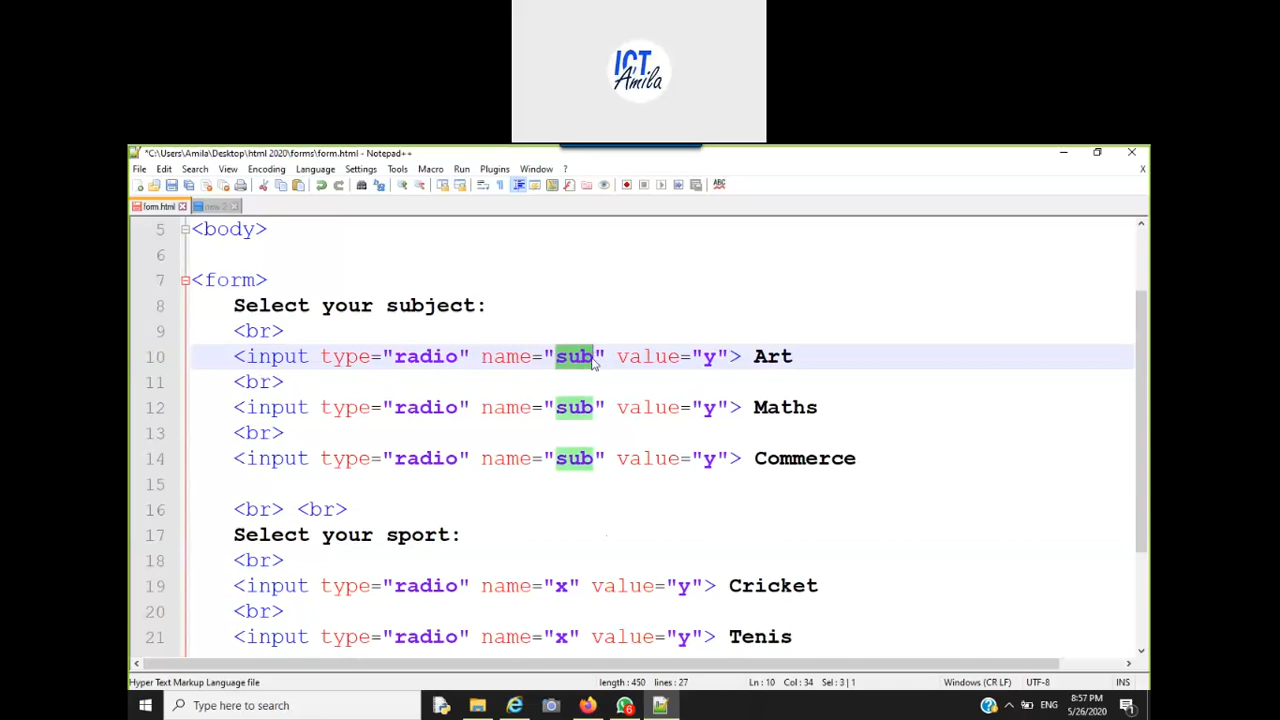 ICT
Amila
*C:\Users\Amila\Desktop\html 2020\forms\form.html - Notepad++
File Edit Search View Encoding Language Settings Tools Macro Run Plugins Window ? X
form.html new 2
5 <body>
6
7 <form>
8 Select your subject:
9 <br>
10 <input type="radio" name="sub" value="y"> Art
11 <br>
12 <input type="radio" name="sub" value="y"> Maths
13 <br>
14 <input type="radio" name="sub" value="y"> Commerce
15
16 <br> <br>
17 Select your sport:
18 <br>
19 <input type="radio" name="x" value="y"> Cricket
20 <br>
21 <input type="radio" name="x" value="y"> Tenis
Hyper Text Markup Language file length : 450 lines : 27 Ln : 10 Col : 34 Sel : 3 | 1 Windows (CR LF) UTF-8 INS
Type here to search ENG 8:57 PM
5/26/2020